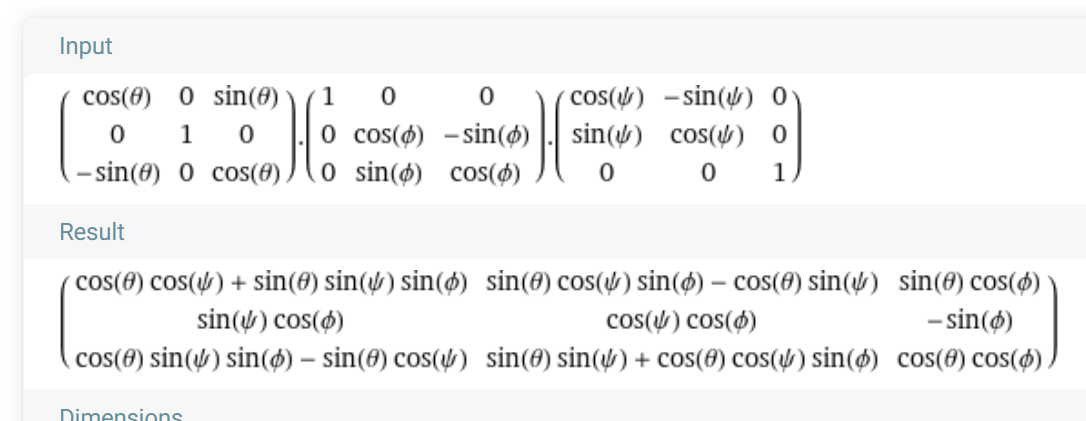 Input
( cos(θ) 0 sin(θ) ) ( 1 0 0 ) ( cos(ψ) −sin(ψ) 0 )
( 0 1 0 ) . ( 0 cos(ϕ) −sin(ϕ) ) . ( sin(ψ) cos(ψ) 0 )
( −sin(θ) 0 cos(θ) ) ( 0 sin(ϕ) cos(ϕ) ) ( 0 0 1 )
Result
( cos(θ) cos(ψ) + sin(θ) sin(ψ) sin(ϕ) sin(θ) cos(ψ) sin(ϕ) − cos(θ) sin(ψ) sin(θ) cos(ϕ) )
( sin(ψ) cos(ϕ) cos(ψ) cos(ϕ) −sin(ϕ) )
( cos(θ) sin(ψ) sin(ϕ) − sin(θ) cos(ψ) sin(θ) sin(ψ) + cos(θ) cos(ψ) sin(ϕ) cos(θ) cos(ϕ) )
Dimensions